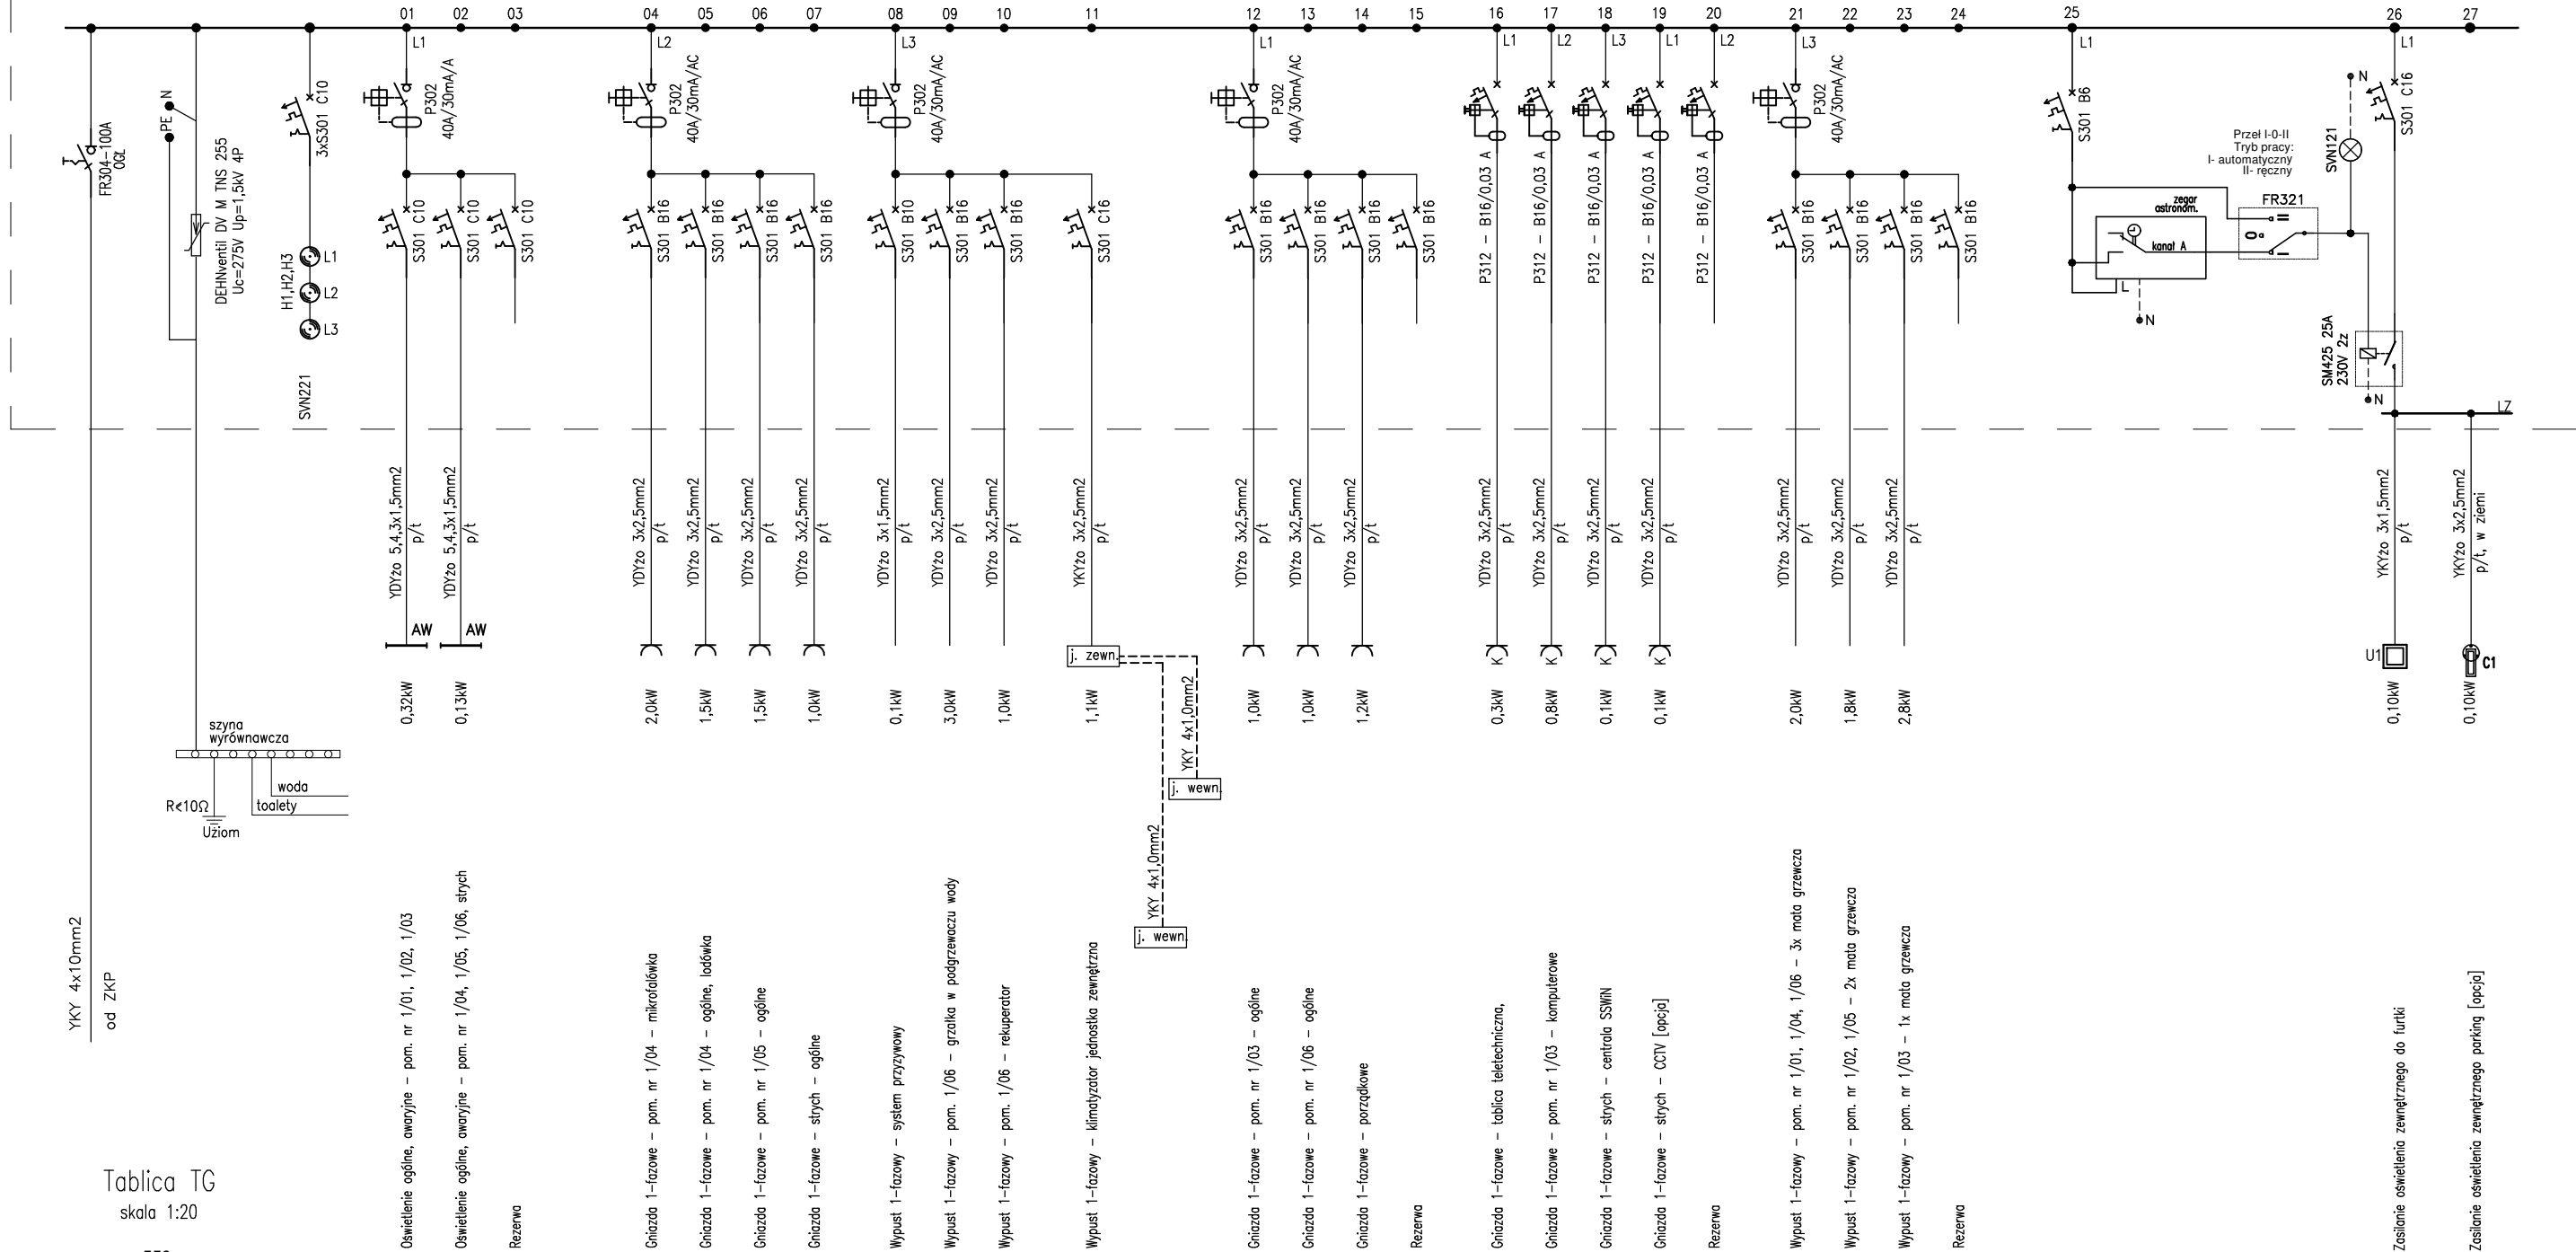 01
02
03
04
05
06
07
08
09
10
11
12
13
14
15
16
17
18
19
20
21
22
23
24
25
26
27
L1
L2
L3
L1
L1
L2
L3
L1
L2
L3
L1
L1
FR304-100A
OGL
PE
N
DEHNventil DV M TNS 255
Uc=275V Up=1,5kV 4P
3xS301 C10
H1,H2,H3
L1
L2
L3
SVN221
P302
40A/30mA/A
P302
40A/30mA/AC
P302
40A/30mA/AC
P302
40A/30mA/AC
P302
40A/30mA/AC
S301 C10
S301 C10
S301 C10
S301 B16
S301 B16
S301 B16
S301 B16
S301 B10
S301 B16
S301 B16
S301 C16
S301 B16
S301 B16
S301 B16
S301 B16
P312 - B16/0,03 A
P312 - B16/0,03 A
P312 - B16/0,03 A
P312 - B16/0,03 A
P312 - B16/0,03 A
S301 B16
S301 B16
S301 B16
S301 B16
S301 B6
Przeł I-0-II
Tryb pracy:
I- automatyczny
II- ręczny
zegar
astronom.
kanał A
L
N
FR321
II
0
I
SVN121
N
S301 C16
SM425 25A
230V 2z
N
LZ
YDYżo 5,4,3x1,5mm2
p/t
YDYżo 5,4,3x1,5mm2
p/t
YDYżo 3x2,5mm2
p/t
YDYżo 3x2,5mm2
p/t
YDYżo 3x2,5mm2
p/t
YDYżo 3x2,5mm2
p/t
YDYżo 3x1,5mm2
p/t
YDYżo 3x2,5mm2
p/t
YDYżo 3x2,5mm2
p/t
YKYżo 3x2,5mm2
p/t
YDYżo 3x2,5mm2
p/t
YDYżo 3x2,5mm2
p/t
YDYżo 3x2,5mm2
p/t
YDYżo 3x2,5mm2
p/t
YDYżo 3x2,5mm2
p/t
YDYżo 3x2,5mm2
p/t
YDYżo 3x2,5mm2
p/t
YDYżo 3x2,5mm2
p/t
YDYżo 3x2,5mm2
p/t
YDYżo 3x2,5mm2
p/t
YKYżo 3x1,5mm2
p/t
YKYżo 3x2,5mm2
p/t, w ziemi
AW
AW
j. zewn.
K
K
K
K
U1
C1
0,32kW
0,13kW
2,0kW
1,5kW
1,5kW
1,0kW
0,1kW
3,0kW
1,0kW
1,1kW
1,0kW
1,0kW
1,2kW
0,3kW
0,8kW
0,1kW
0,1kW
2,0kW
1,8kW
2,8kW
0,10kW
0,10kW
YKY 4x1,0mm2
j. wewn.
YKY 4x1,0mm2
j. wewn.
szyna
wyrównawcza
woda
toalety
R<10Ω
Uziom
YKY 4x10mm2
od ZKP
Oświetlenie ogólne, awaryjne - pom. nr 1/01, 1/02, 1/03
Oświetlenie ogólne, awaryjne - pom. nr 1/04, 1/05, 1/06, strych
Rezerwa
Gniazda 1-fazowe - pom. nr 1/04 - mikrofalówka
Gniazda 1-fazowe - pom. nr 1/04 - ogólne, lodówka
Gniazda 1-fazowe - pom. nr 1/05 - ogólne
Gniazda 1-fazowe - strych - ogólne
Wypust 1-fazowy - system przyzywowy
Wypust 1-fazowy - pom. 1/06 - grzałka w podgrzewaczu wody
Wypust 1-fazowy - pom. 1/06 - rekuperator
Wypust 1-fazowy - klimatyzator jednostka zewnętrzna
Gniazda 1-fazowe - pom. nr 1/03 - ogólne
Gniazda 1-fazowe - pom. nr 1/06 - ogólne
Gniazda 1-fazowe - porządkowe
Rezerwa
Gniazda 1-fazowe - tablica teletechniczna,
Gniazda 1-fazowe - pom. nr 1/03 - komputerowe
Gniazda 1-fazowe - strych - centrala SSWiN
Gniazda 1-fazowe - strych - CCTV [opcja]
Rezerwa
Wypust 1-fazowy - pom. nr 1/01, 1/04, 1/06 - 3x mata grzewcza
Wypust 1-fazowy - pom. nr 1/02, 1/05 - 2x mata grzewcza
Wypust 1-fazowy - pom. nr 1/03 - 1x mata grzewcza
Rezerwa
Zasilanie oświetlenia zewnętrznego do furtki
Zasilanie oświetlenia zewnętrznego parking [opcja]
Tablica TG
skala 1:20